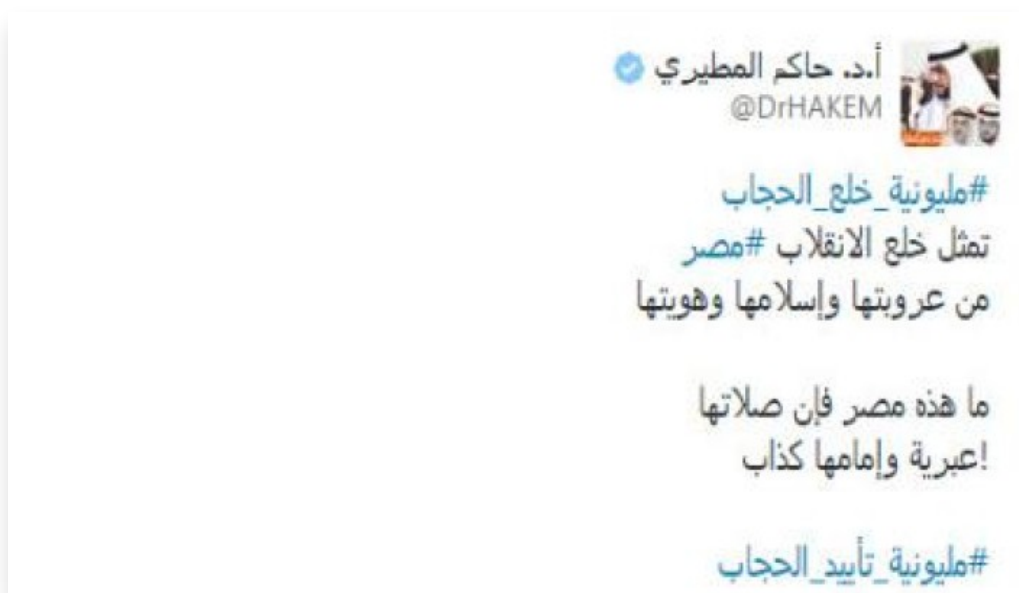 أ.د. حاكم المطيري
@DrHAKEM
#مليونية_خلع_الحجاب
تمثل خلع الانقلاب #مصر
من عروبتها وإسلامها وهويتها
ما هذه مصر فإن صلاتها
!عبرية وإمامها كذاب
#مليونية_تأييد_الحجاب